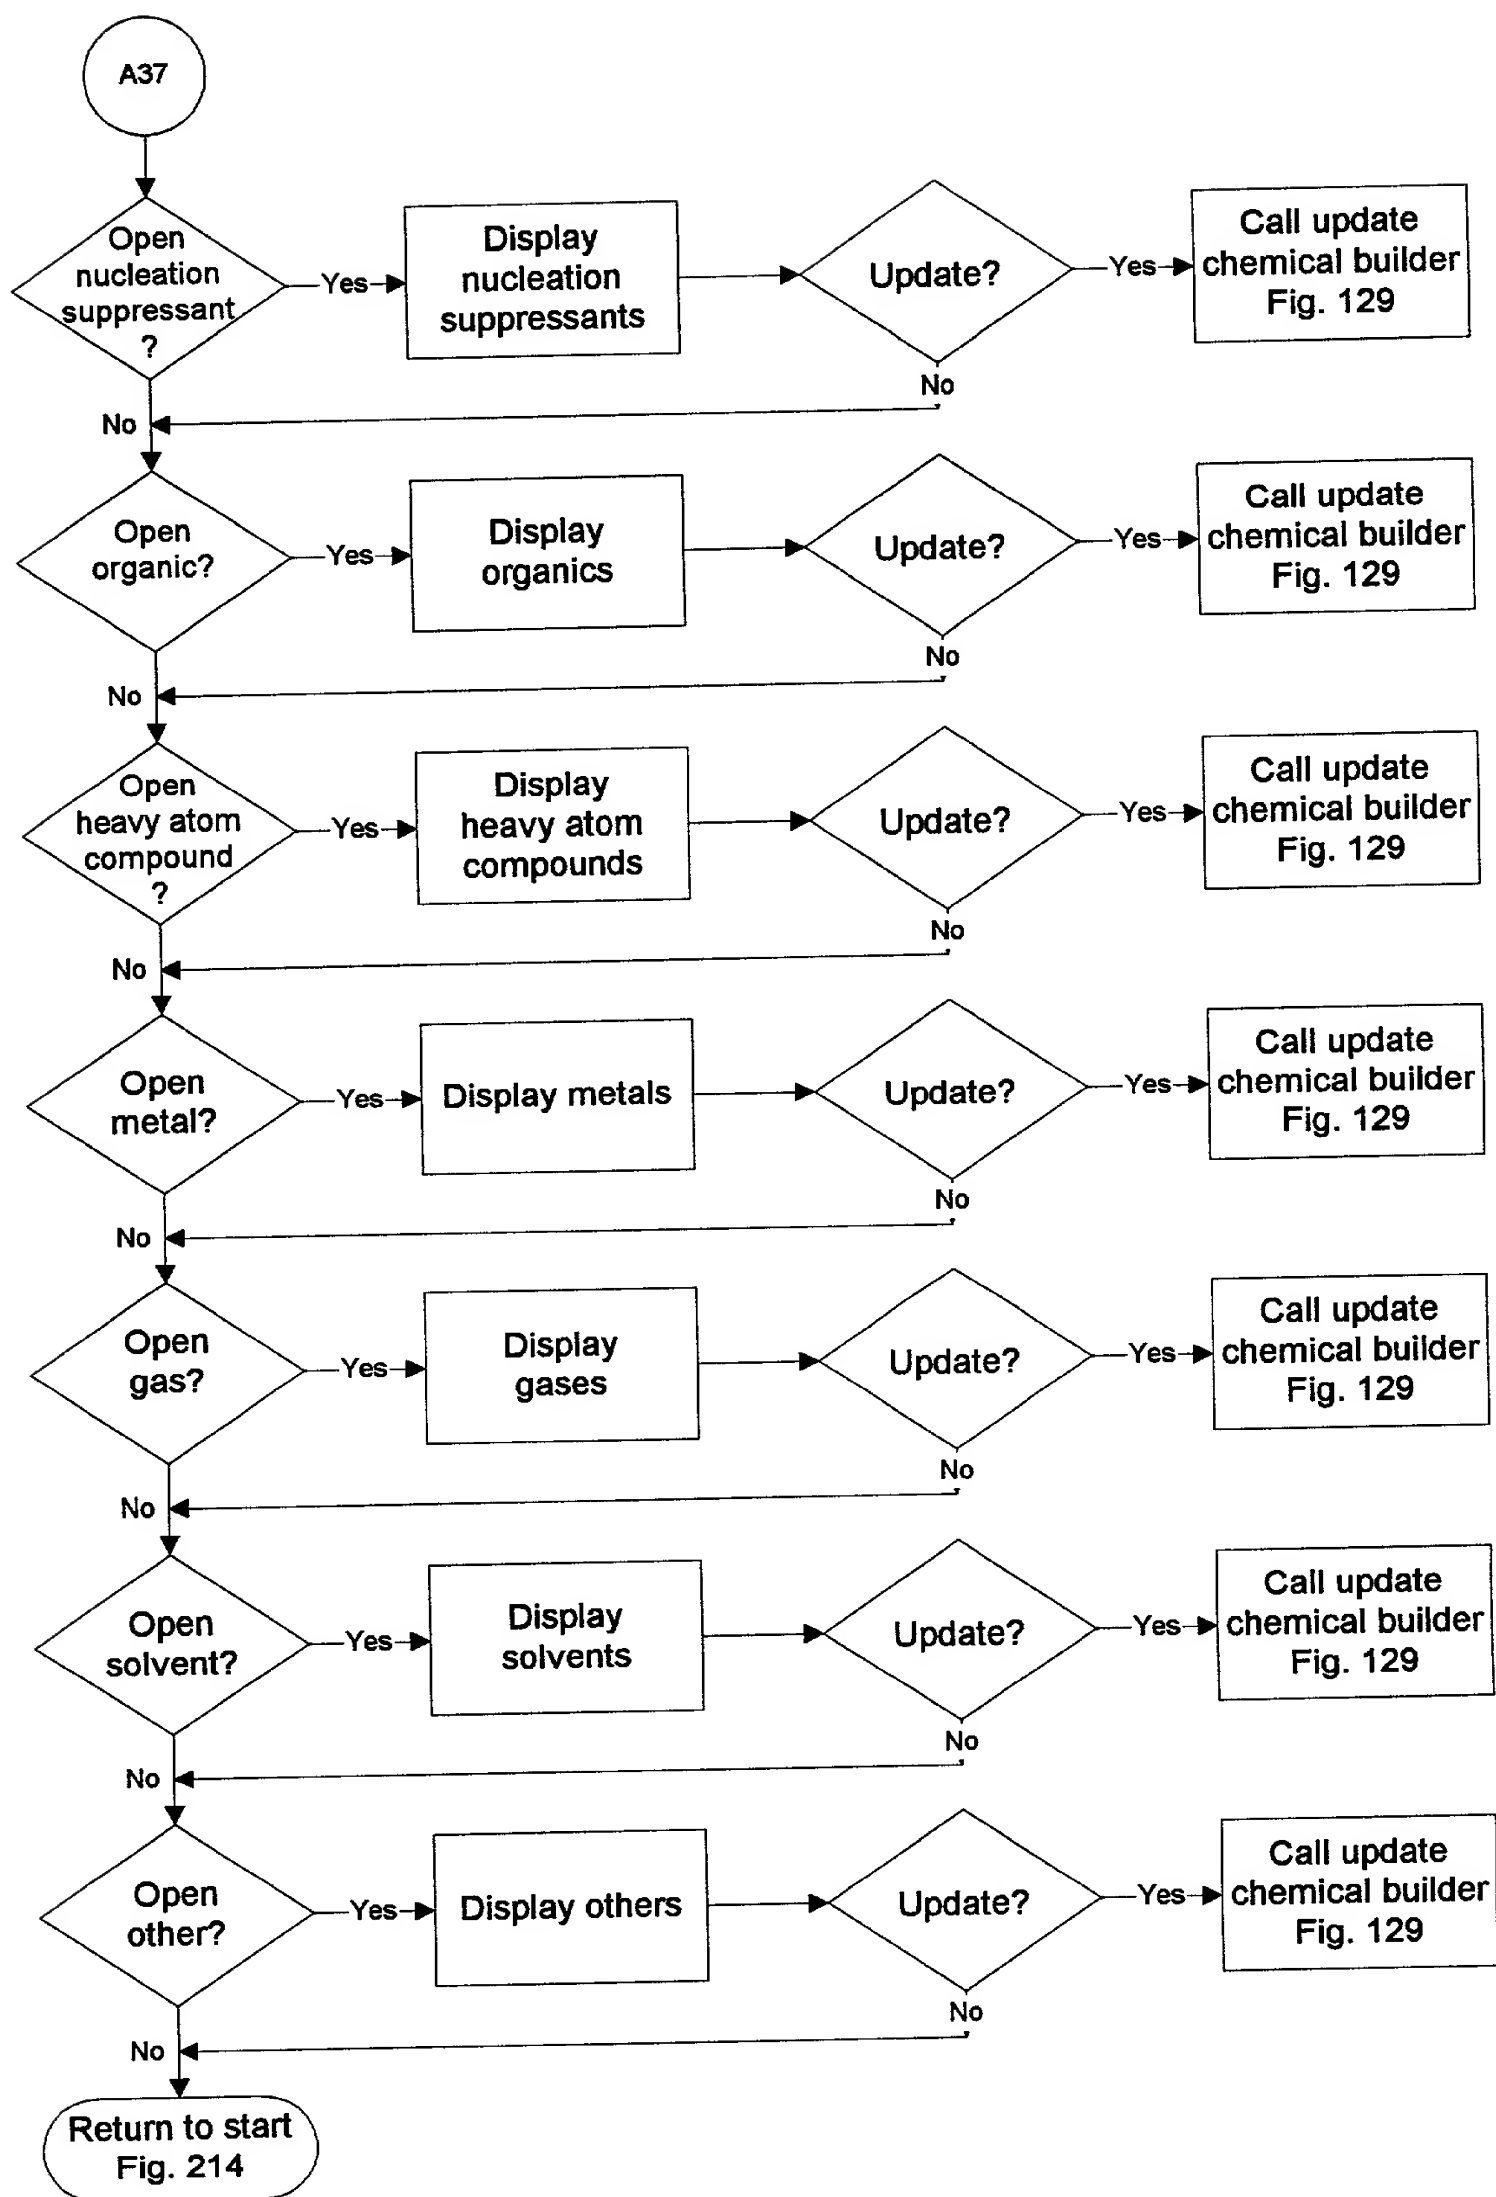 A37
Open
nucleation
suppressant
?
Yes
Display
nucleation
suppressants
Update?
Yes
Call update
chemical builder
Fig. 129
No
No
Open
organic?
Yes
Display
organics
Update?
Yes
Call update
chemical builder
Fig. 129
No
No
Open
heavy atom
compound
?
Yes
Display
heavy atom
compounds
Update?
Yes
Call update
chemical builder
Fig. 129
No
No
Open
metal?
Yes
Display metals
Update?
Yes
Call update
chemical builder
Fig. 129
No
No
Open
gas?
Yes
Display
gases
Update?
Yes
Call update
chemical builder
Fig. 129
No
No
Open
solvent?
Yes
Display
solvents
Update?
Yes
Call update
chemical builder
Fig. 129
No
No
Open
other?
Yes
Display others
Update?
Yes
Call update
chemical builder
Fig. 129
No
No
Return to start
Fig. 214